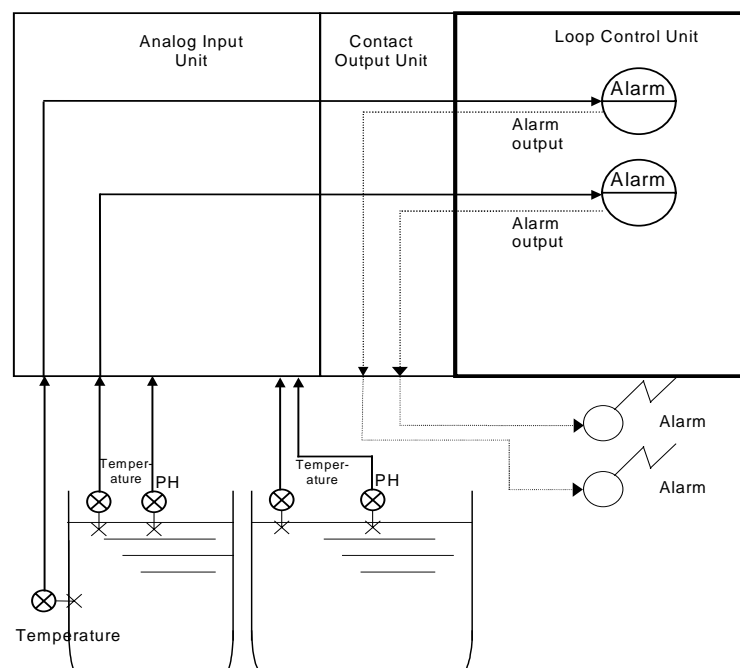 Analog Input
Unit
Contact
Output Unit
Loop Control Unit
Alarm
Alarm
output
Alarm
Alarm
output
Alarm
Alarm
Temper-
ature
PH
Temper-
ature
PH
Temperature